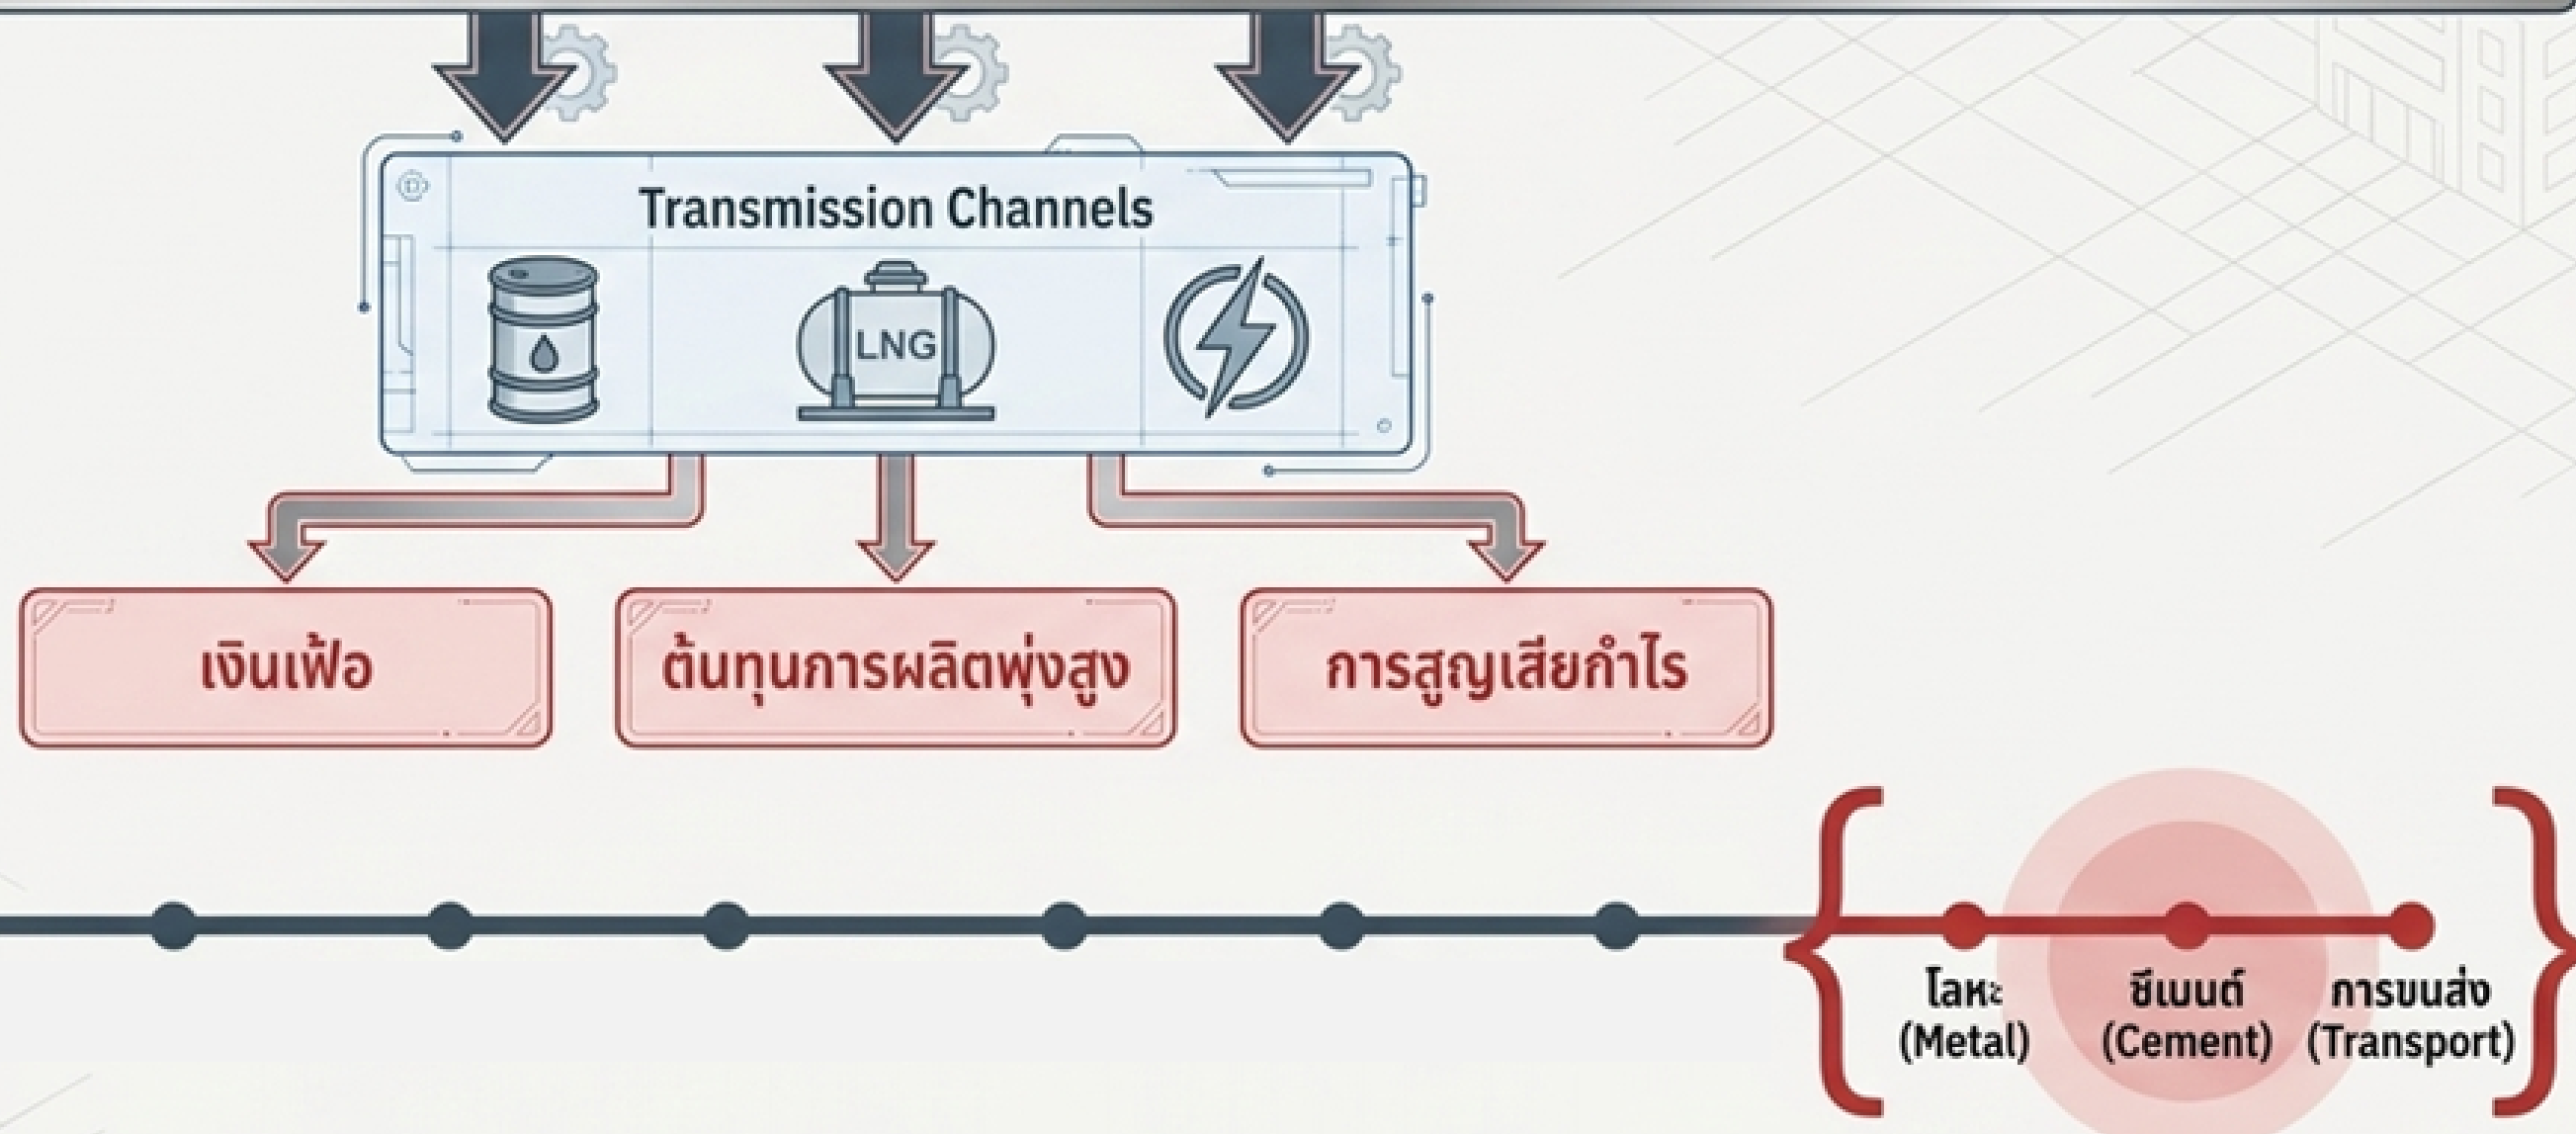 Transmission Channels
LNG
เงินเฟ้อ
ต้นทุนการผลิตพุ่งสูง
การสูญเสียกำไร
โลหะ
(Metal)
ซีเมนต์
(Cement)
การขนส่ง
(Transport)